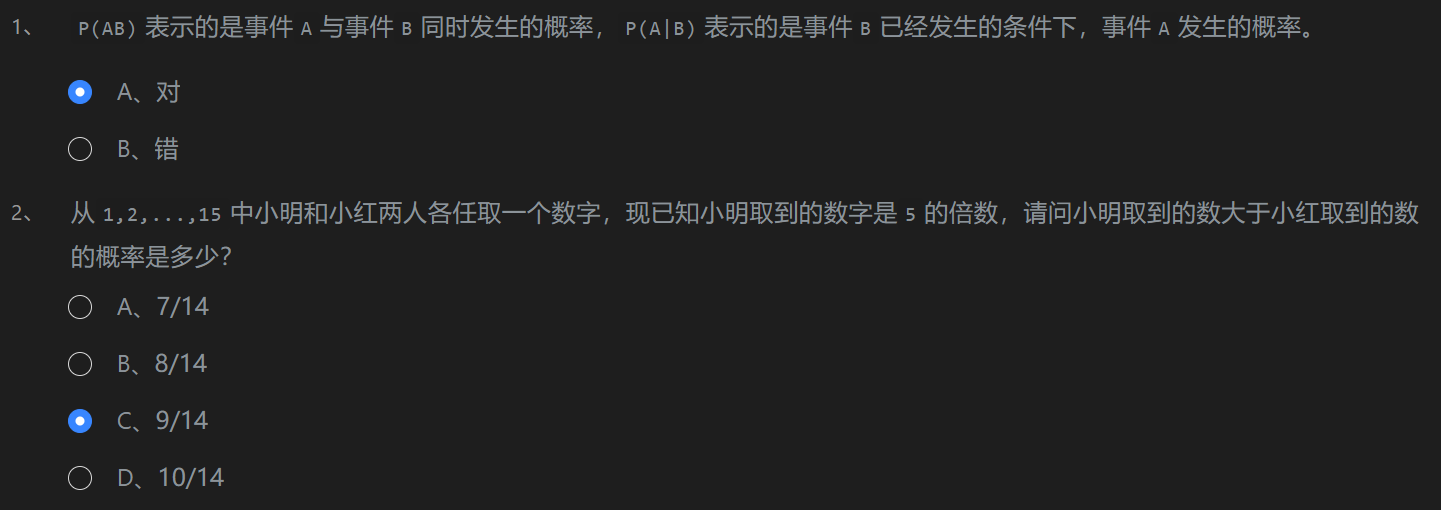 1、 P(AB) 表示的是事件 A 与事件 B 同时发生的概率， P(A|B) 表示的是事件 B 已经发生的条件下，事件 A 发生的概率。
A、对
B、错
2、 从 1,2,...,15 中小明和小红两人各任取一个数字，现已知小明取到的数字是 5 的倍数，请问小明取到的数大于小红取到的数
的概率是多少？
A、7/14
B、8/14
C、9/14
D、10/14